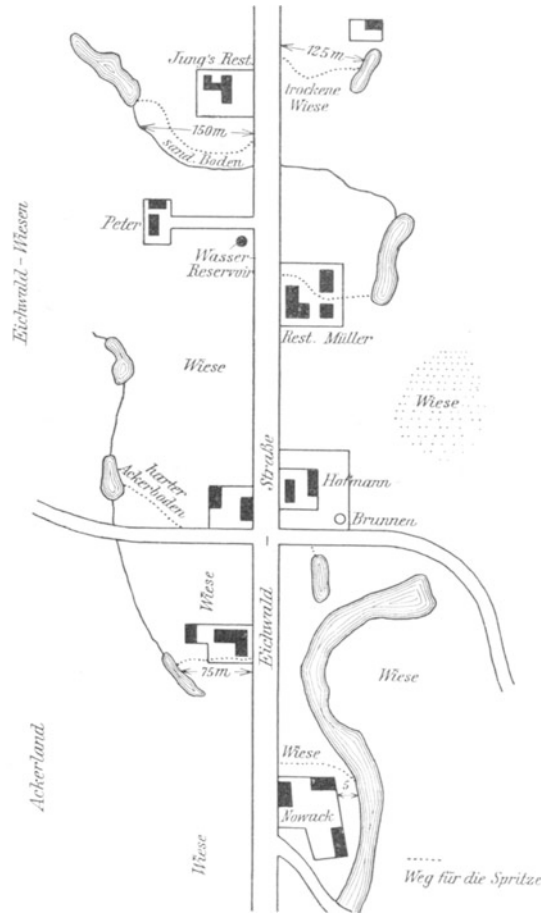 Jung's Rest.
125 m
trockene
Wiese
150 m
sand. Boden
Eichwald-Wiesen
Peter
Wasser-
Reservoir
Rest. Müller
Wiese
Wiese
Straße
harter
Ackerboden
Hofmann
Brunnen
Wiese
Eichwald
75 m
Wiese
Ackerland
Wiese
5
Nowack
Wiese
Weg für die Spritze